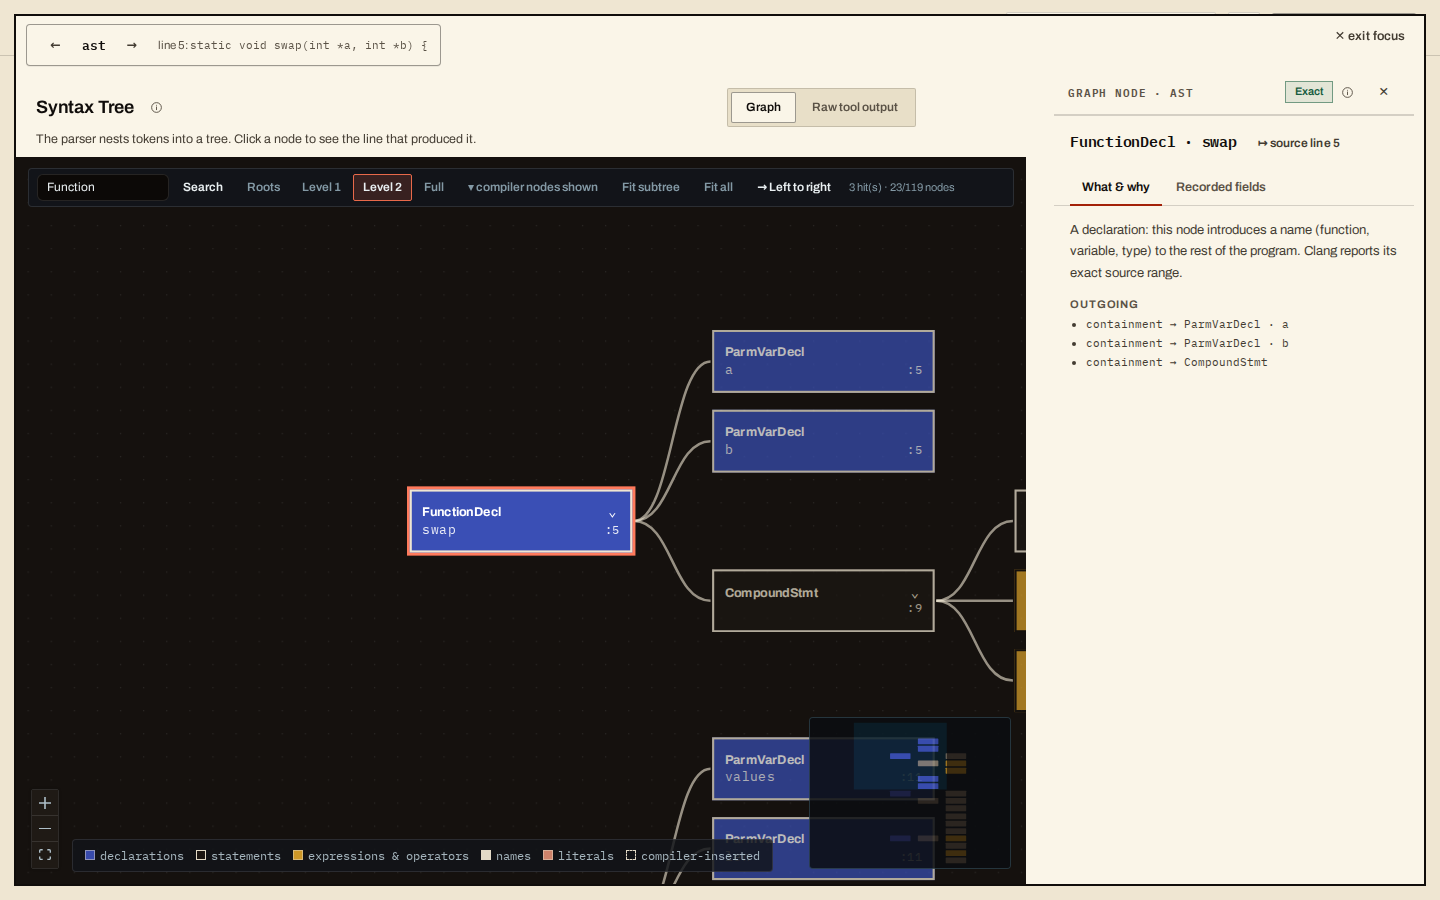 ← ast → line 5: static void swap(int *a, int *b) {
✕ exit focus
Syntax Tree
Graph Raw tool output
The parser nests tokens into a tree. Click a node to see the line that produced it.
Function Search Roots Level 1 Level 2 Full ▾ compiler nodes shown Fit subtree Fit all → Left to right 3 hit(s) · 23/119 nodes
ParmVarDecl
a :5
ParmVarDecl
b :5
FunctionDecl
swap :5
CompoundStmt
:9
ParmVarDecl
values :11
ParmVarDecl
:11
declarations statements expressions & operators names literals compiler-inserted
GRAPH NODE · AST Exact ✕
FunctionDecl · swap ↦ source line 5
What & why Recorded fields
A declaration: this node introduces a name (function,
variable, type) to the rest of the program. Clang reports its
exact source range.
OUTGOING
• containment → ParmVarDecl · a
• containment → ParmVarDecl · b
• containment → CompoundStmt